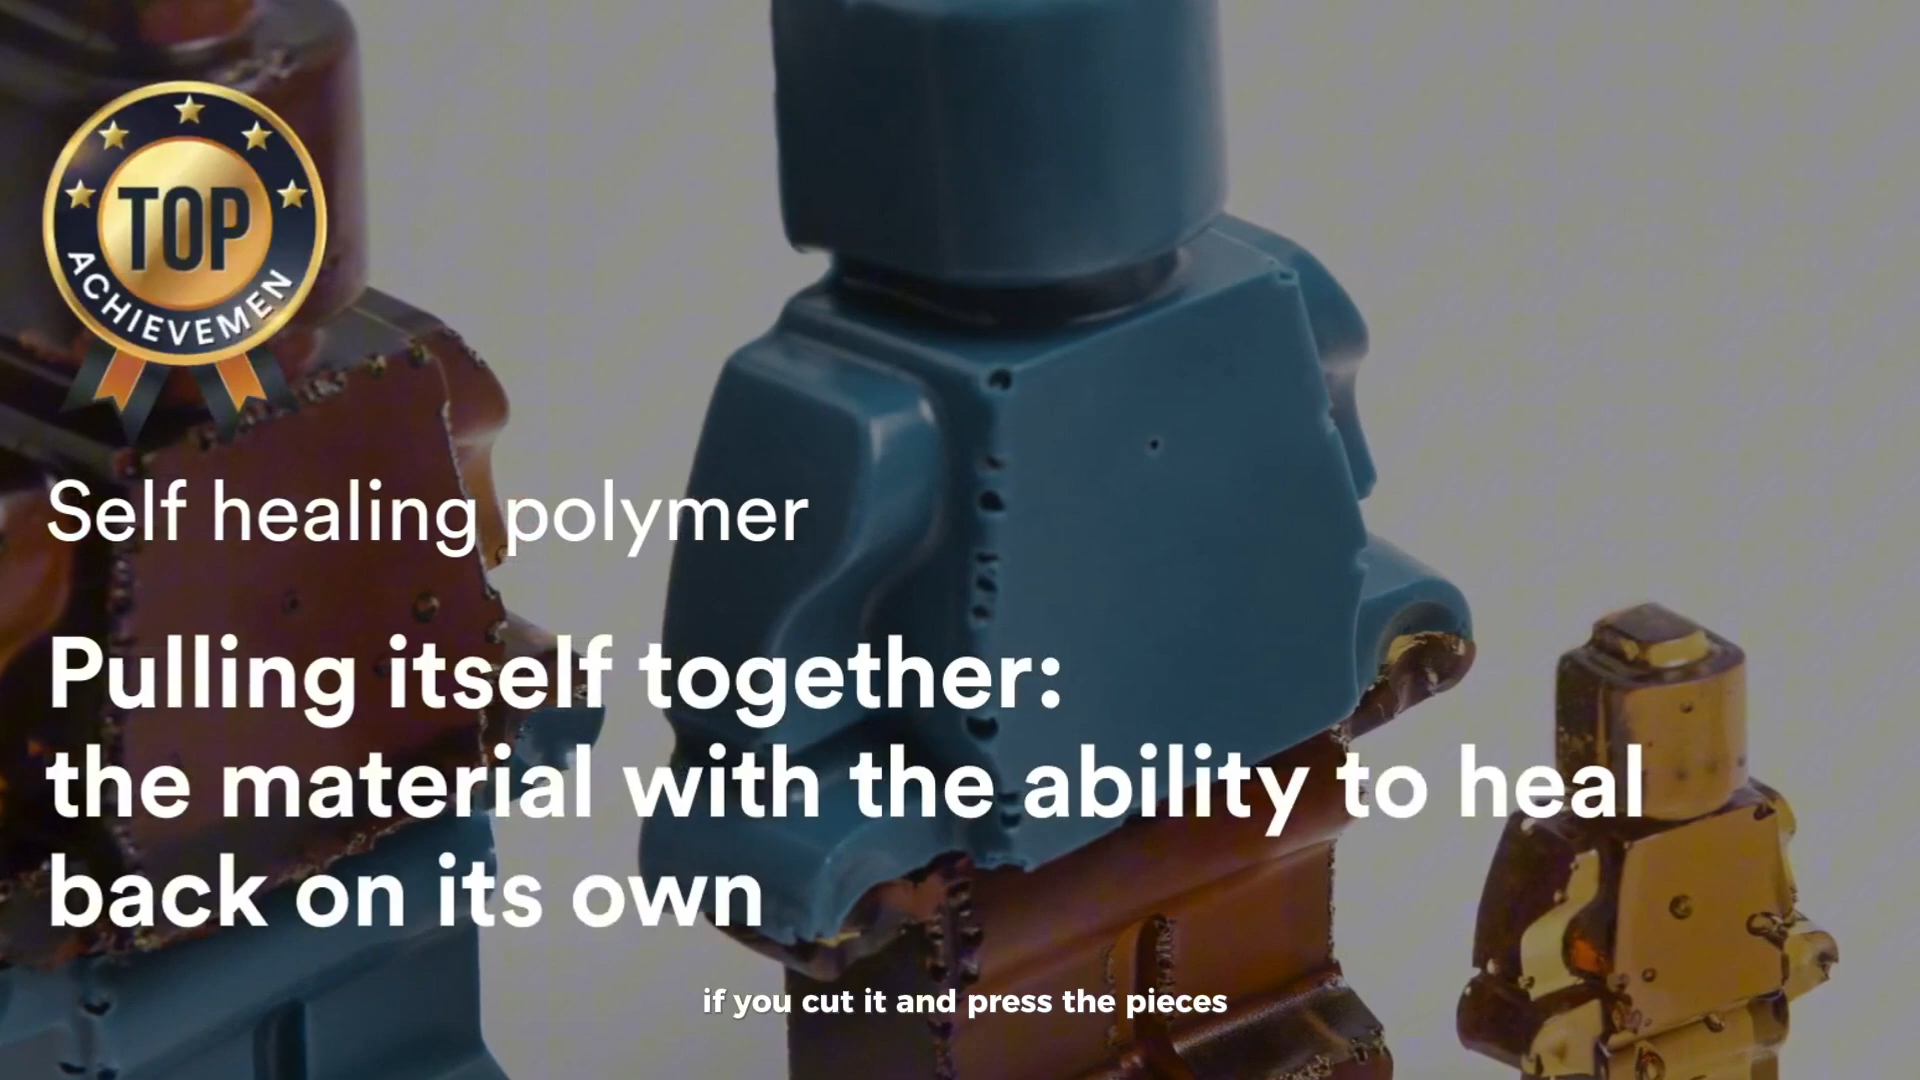 TOP
ACHIEVEMEN
Self healing polymer
Pulling itself together:
the material with the ability to heal
back on its own
if you cut it and press the pieces